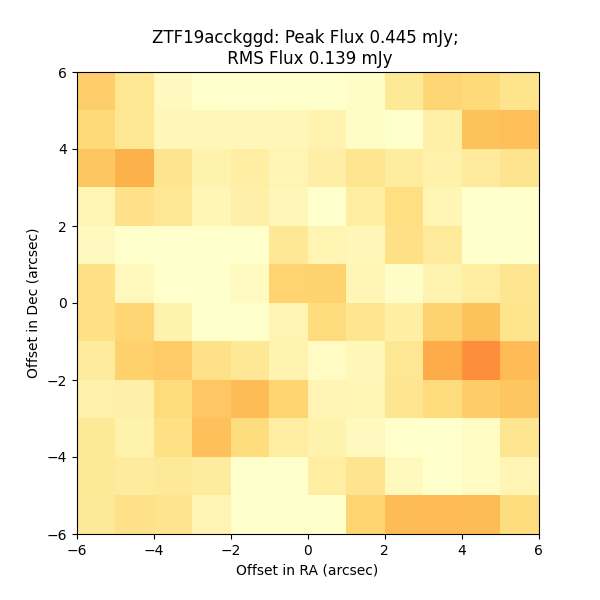 ZTF19acckggd: Peak Flux 0.445 mJy;
RMS Flux 0.139 mJy
6
4
2
0
−2
−4
−6
Offset in Dec (arcsec)
−6 −4 −2 0 2 4 6
Offset in RA (arcsec)